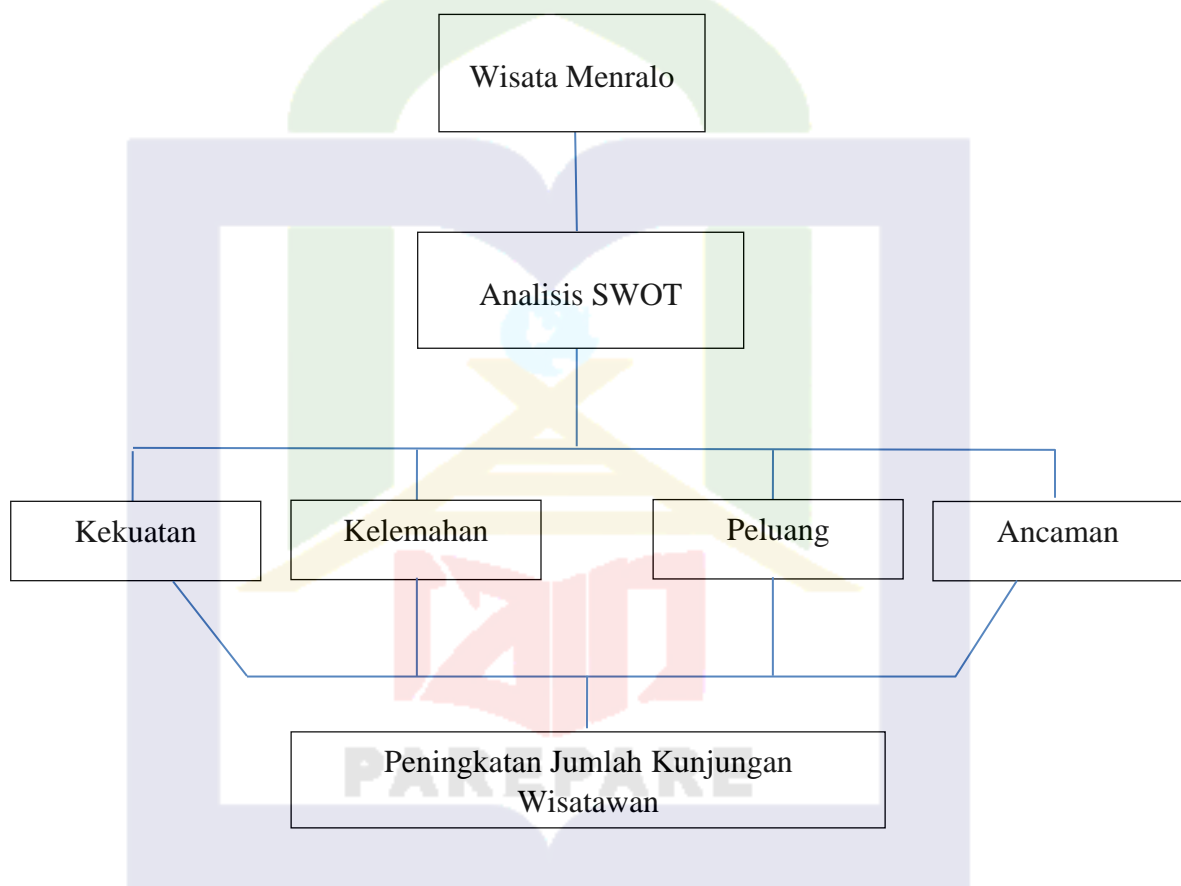 Wisata Menralo
Analisis SWOT
Kekuatan
Kelemahan
Peluang
Ancaman
Peningkatan Jumlah Kunjungan
Wisatawan
PAREPARE